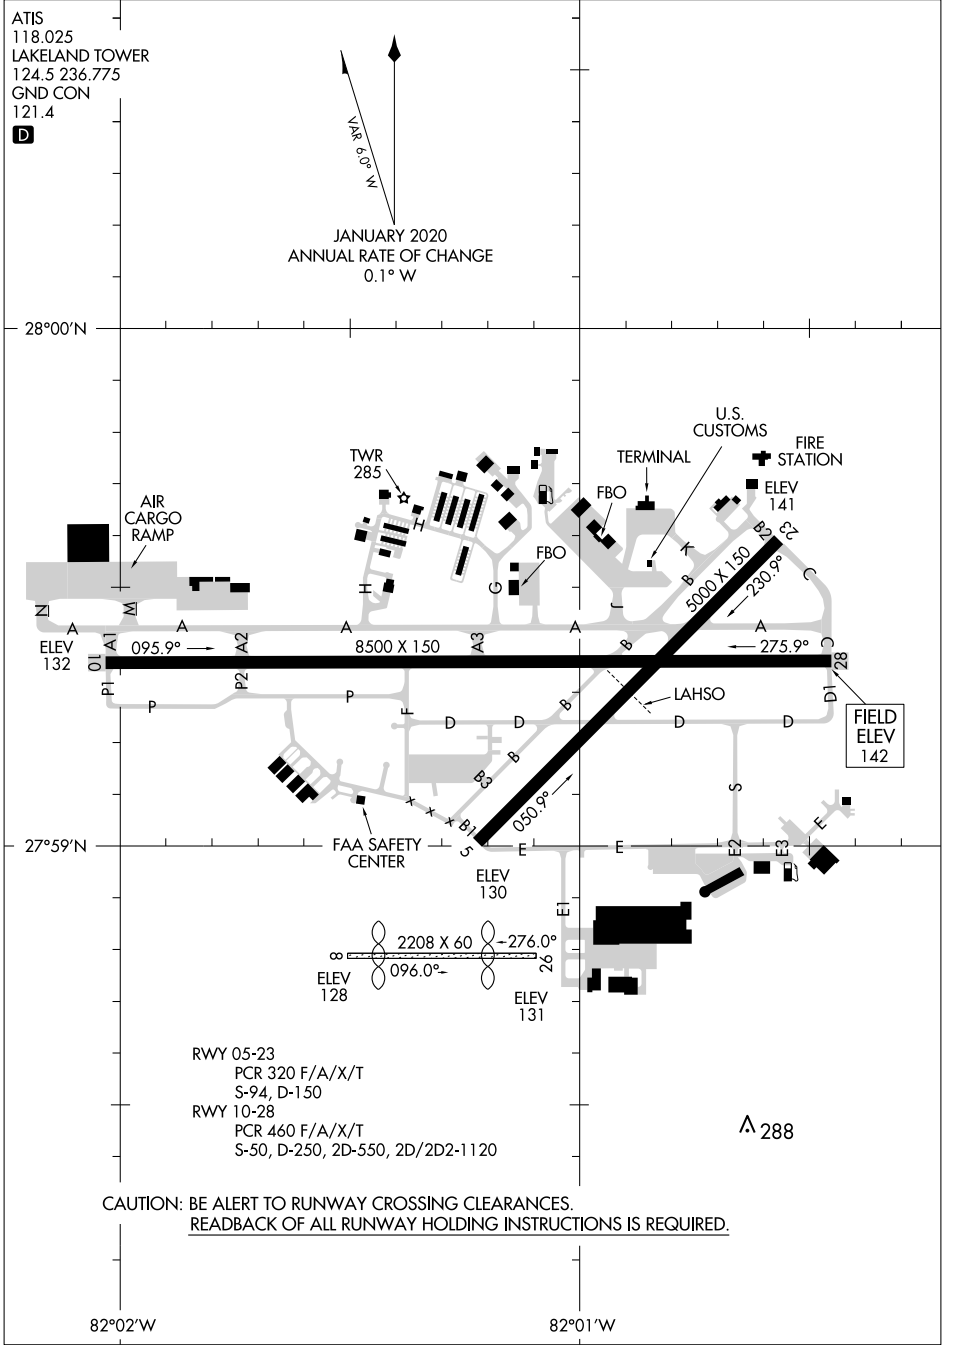 ATIS
118.025
LAKELAND TOWER
124.5 236.775
GND CON
121.4
D
VAR 6.0° W
JANUARY 2020
ANNUAL RATE OF CHANGE
0.1° W
28°00'N
U.S.
CUSTOMS
TERMINAL
FIRE
STATION
TWR
285
FBO
ELEV
141
AIR
CARGO
RAMP
H
B2
23
FBO
K
B
C
5000 X 150
230.9°
N
M
H
G
J
A
A
A
A
A
ELEV
132
10
A1
095.9°
A2
8500 X 150
A3
B
275.9°
C
28
P1
P2
P
P
F
LAHSO
D1
B
D
D
D
D
FIELD
ELEV
142
B
B3
S
050.9°
X
X
X
B1
5
E
27°59'N
FAA SAFETY
CENTER
E
E
E2
E3
ELEV
130
E1
8
2208 X 60
276.0°
096.0°
26
ELEV
128
ELEV
131
RWY 05-23
PCR 320 F/A/X/T
S-94, D-150
RWY 10-28
PCR 460 F/A/X/T
S-50, D-250, 2D-550, 2D/2D2-1120
288
CAUTION: BE ALERT TO RUNWAY CROSSING CLEARANCES.
READBACK OF ALL RUNWAY HOLDING INSTRUCTIONS IS REQUIRED.
82°02'W
82°01'W